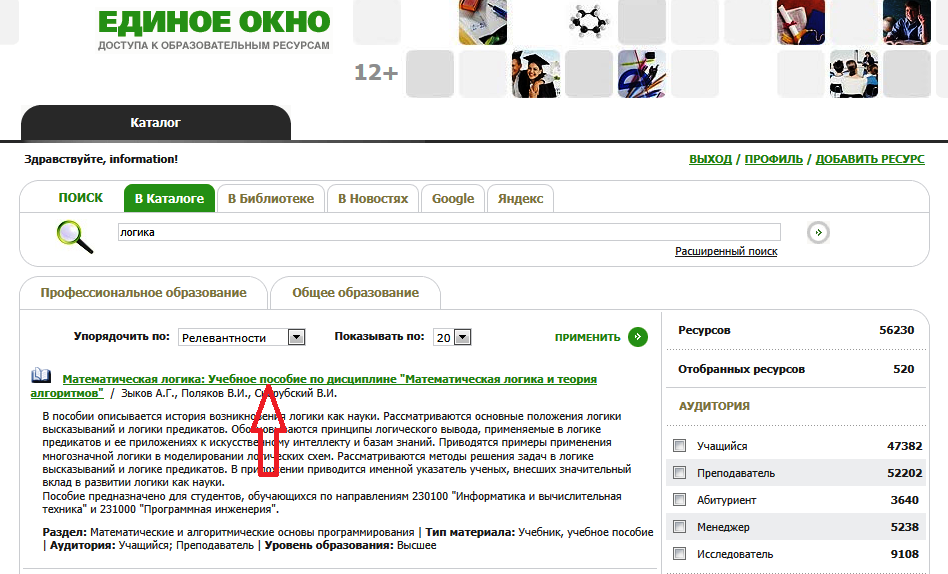 ЕДИНОЕ ОКНО
ДОСТУПА К ОБРАЗОВАТЕЛЬНЫМ РЕСУРСАМ
12+
Каталог
Здравствуйте, information!
ВЫХОД / ПРОФИЛЬ / ДОБАВИТЬ РЕСУРС
ПОИСК В Каталоге В Библиотеке В Новостях Google Яндекс
логика
Расширенный поиск
Профессиональное образование Общее образование
Упорядочить по: Релевантности Показывать по: 20 ПРИМЕНИТЬ
Математическая логика: Учебное пособие по дисциплине "Математическая логика и теория
алгоритмов" / Зыков А.Г., Поляков В.И., Скорубский В.И.
В пособии описывается история возникновения логики как науки. Рассматриваются основные положения логики
высказываний и логики предикатов. Обосновываются принципы логического вывода, применяемые в логике
предикатов и ее приложениях к искусственному интеллекту и базам знаний. Приводятся примеры применения
многозначной логики в моделировании логических схем. Рассматриваются методы решения задач в логике
высказываний и логике предикатов. В приложении приводится именной указатель ученых, внесших значительный
вклад в развитии логики как науки.
Пособие предназначено для студентов, обучающихся по направлениям 230100 "Информатика и вычислительная
техника" и 231000 "Программная инженерия".
Раздел: Математические и алгоритмические основы программирования | Тип материала: Учебник, учебное пособие
| Аудитория: Учащийся; Преподаватель | Уровень образования: Высшее
Ресурсов 56230
Отобранных ресурсов 520
АУДИТОРИЯ
Учащийся 47382
Преподаватель 52202
Абитуриент 3640
Менеджер 5238
Исследователь 9108